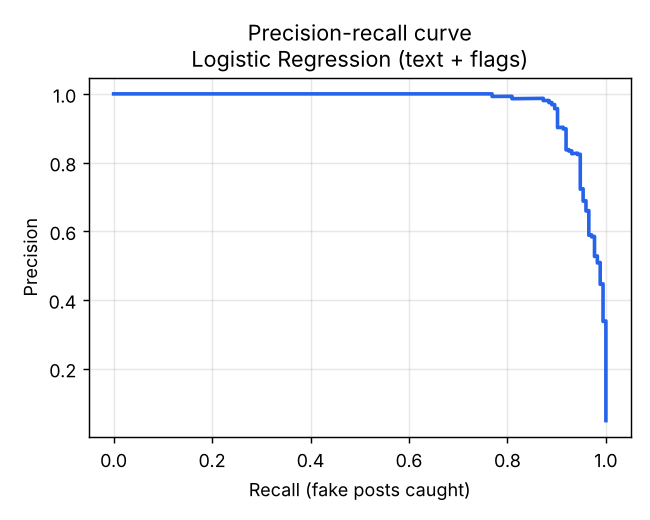 Precision-recall curve
Logistic Regression (text + flags)
1.0
0.8
0.6
0.4
0.2
Precision
0.0 0.2 0.4 0.6 0.8 1.0
Recall (fake posts caught)